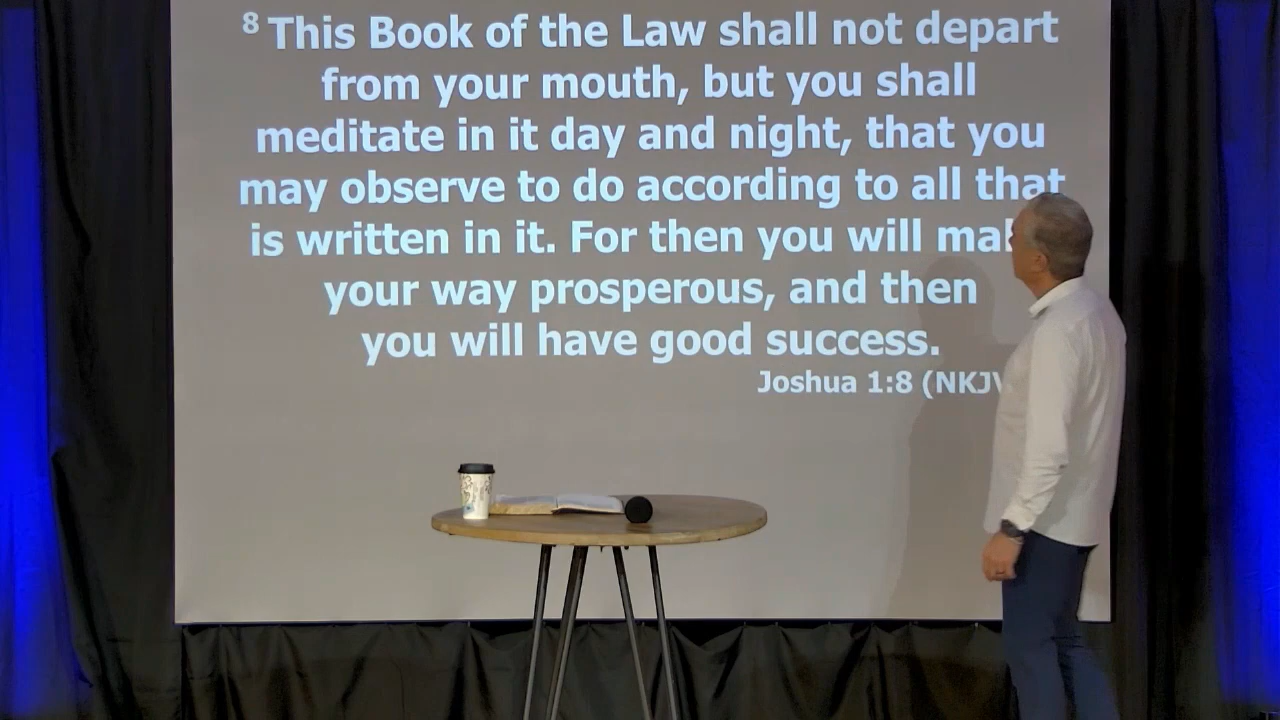 8 This Book of the Law shall not depart
from your mouth, but you shall
meditate in it day and night, that you
may observe to do according to all that
is written in it. For then you will
your way prosperous, and then
you will have good success.
Joshua 1:8